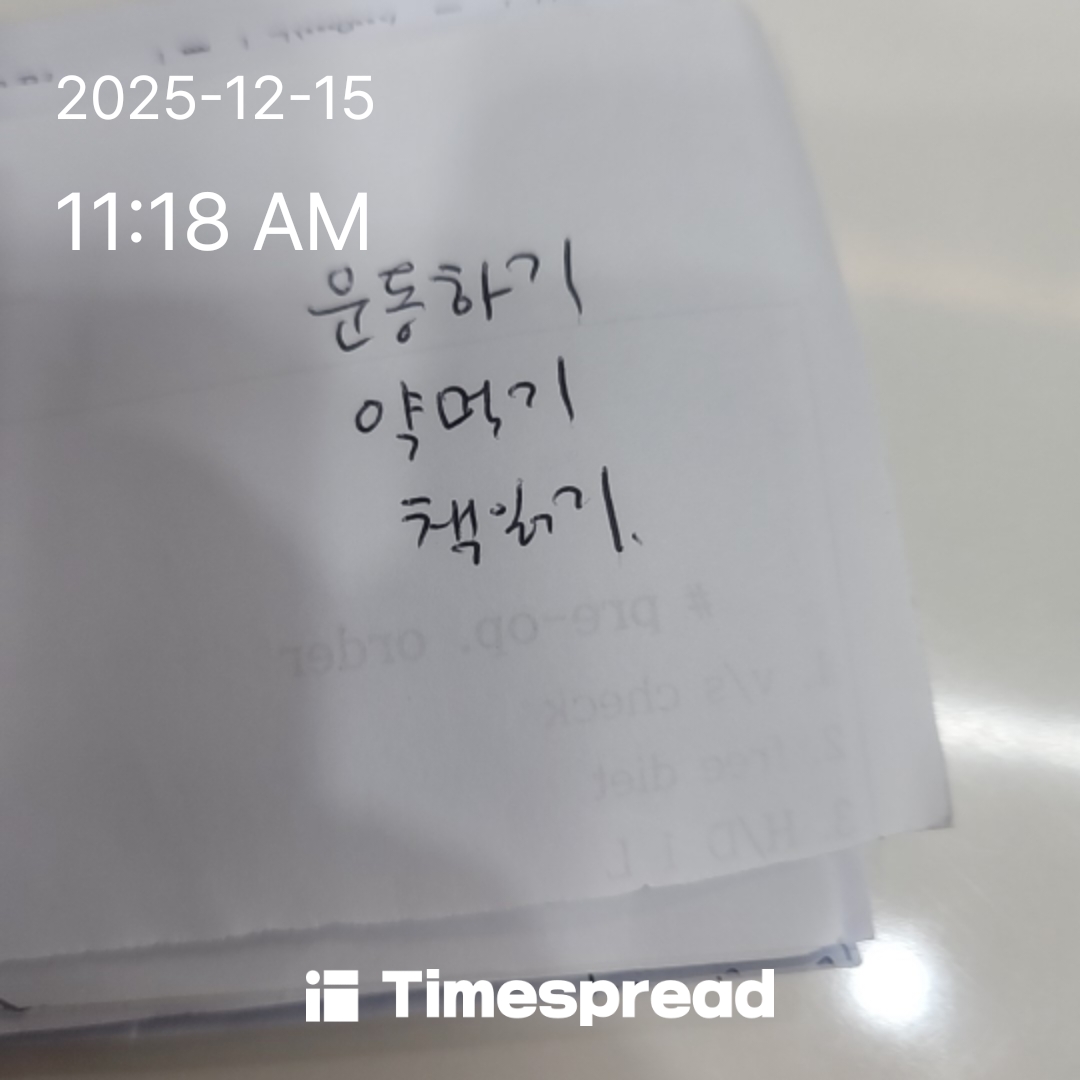 2025-12-15
11:18 AM
운동하기
약먹기
책읽기.
# pre-op. order
1. v/s check
2. free diet
3 H/D i L
Timespread